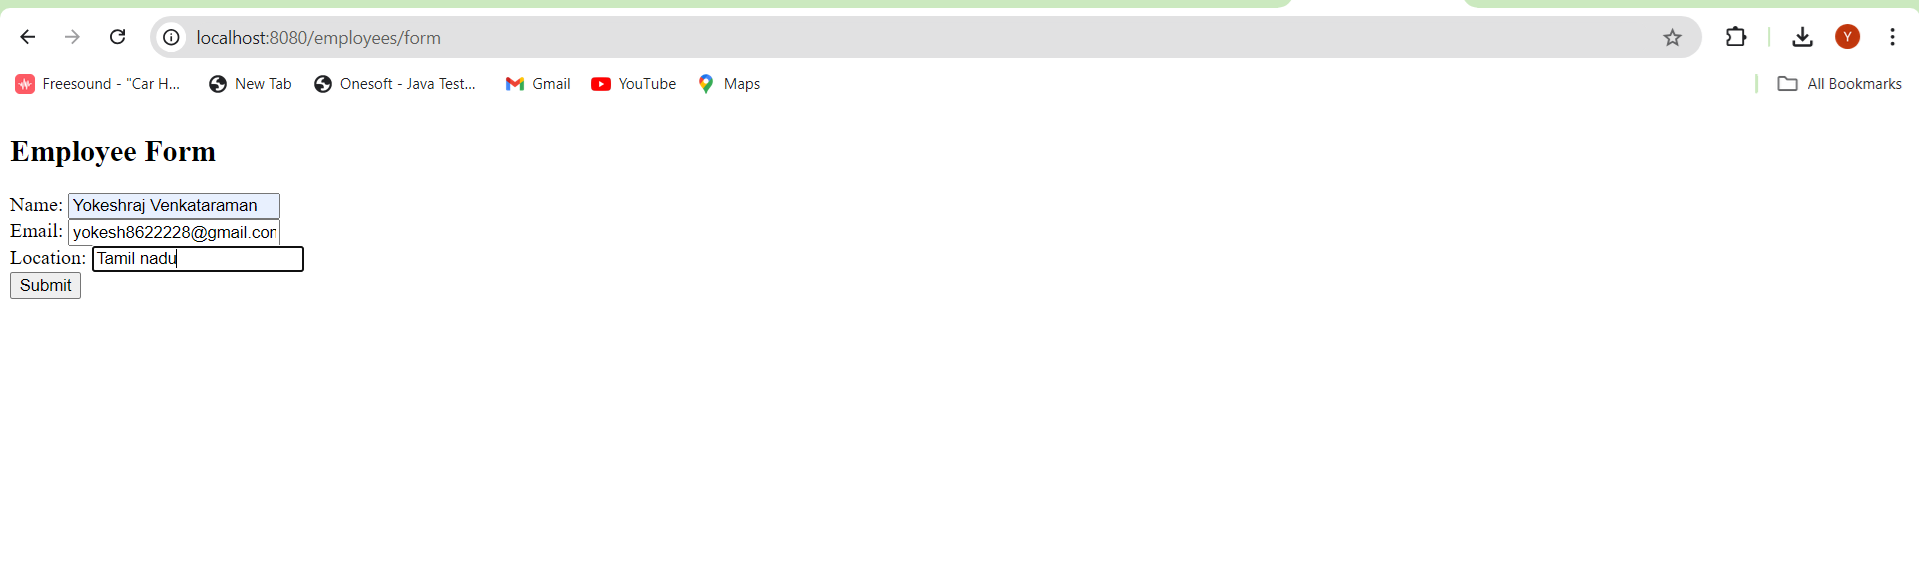 localhost:8080/employees/form
Y
Freesound - "Car H... New Tab Onesoft - Java Test... Gmail YouTube Maps All Bookmarks
Employee Form
Name: Yokeshraj Venkataraman
Email: yokesh8622228@gmail.com
Location: Tamil nadu
Submit